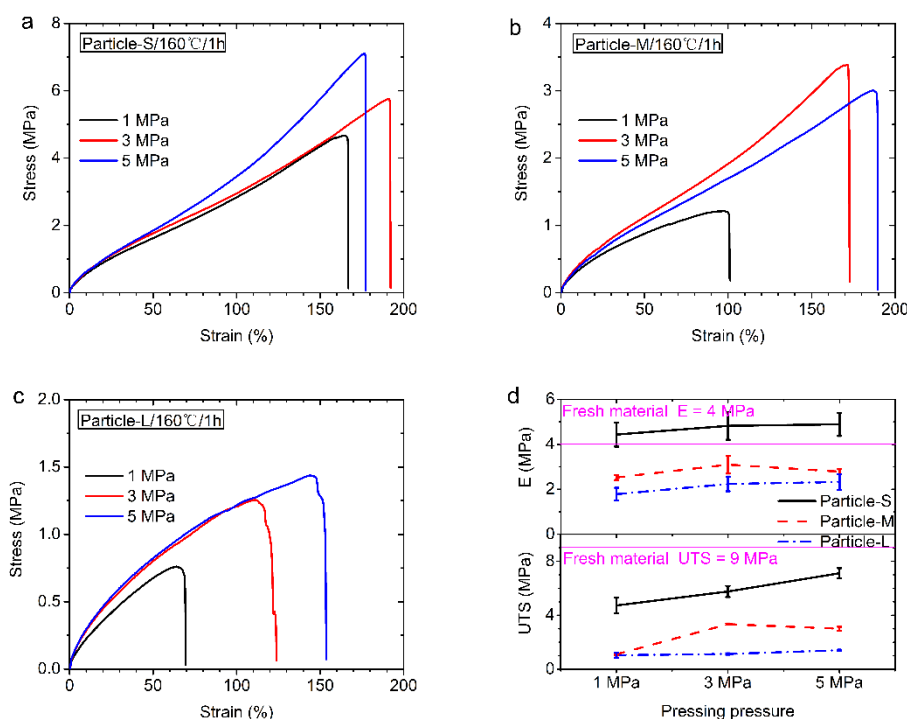 a
Particle-S/160℃/1h
1 MPa
3 MPa
5 MPa
Stress (MPa)
8
6
4
2
0
0 50 100 150 200
Strain (%)
b
Particle-M/160℃/1h
1 MPa
3 MPa
5 MPa
Stress (MPa)
4
3
2
1
0
0 50 100 150 200
Strain (%)
c
Particle-L/160℃/1h
1 MPa
3 MPa
5 MPa
Stress (MPa)
2.0
1.5
1.0
0.5
0.0
0 50 100 150 200
Strain (%)
d
Fresh material E = 4 MPa
E (MPa)
6
4
2
0
Particle-S
Particle-M
Particle-L
Fresh material UTS = 9 MPa
UTS (MPa)
8
4
0
1 MPa 3 MPa 5 MPa
Pressing pressure